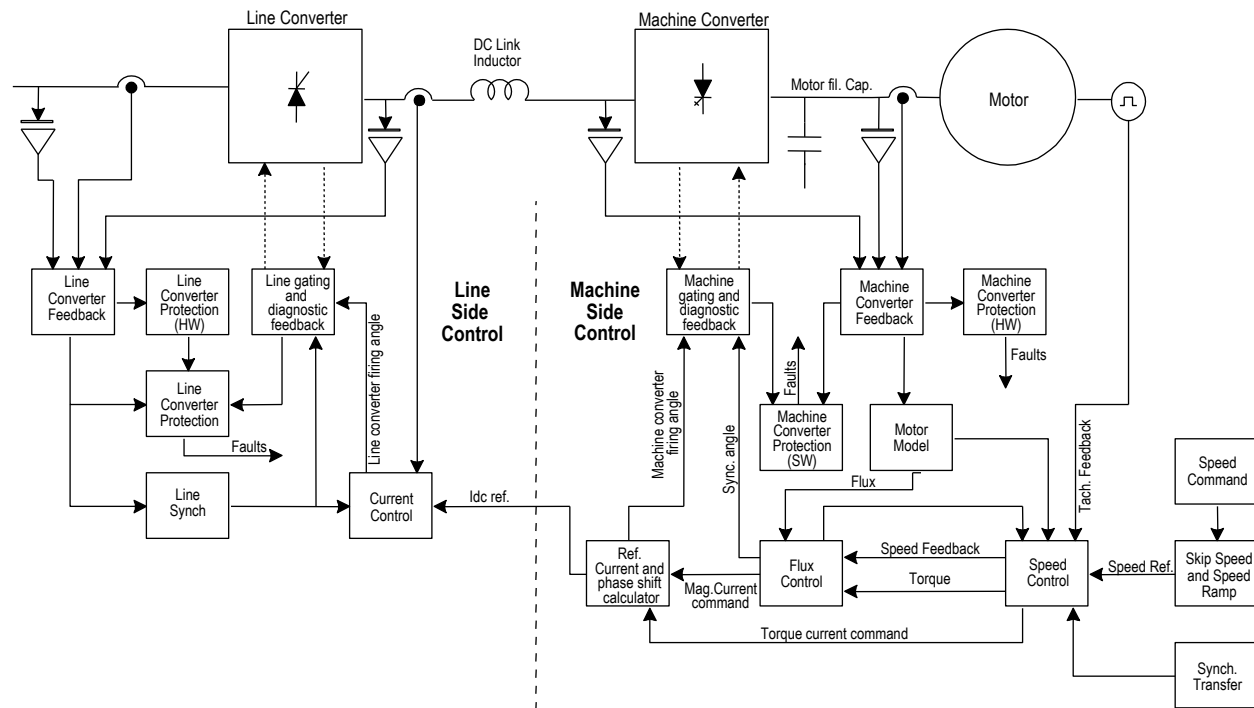 Line Converter
Machine Converter
DC Link
Inductor
Motor fil. Cap.
Motor
Line
Converter
Feedback
Line
Converter
Protection
(HW)
Line gating
and
diagnostic
feedback
Line
Side
Control
Machine
Side
Control
Machine
gating and
diagnostic
feedback
Machine
Converter
Feedback
Machine
Converter
Protection
(HW)
Faults
Line
Converter
Protection
Faults
Line converter firing angle
Machine converter
firing angle
Sync. angle
Faults
Machine
Converter
Protection
(SW)
Motor
Model
Tach. Feedback
Speed
Command
Line
Synch
Current
Control
Idc ref.
Flux
Ref.
Current and
phase shift
calculator
Mag.Current
command
Flux
Control
Speed Feedback
Torque
Speed
Control
Speed Ref.
Skip Speed
and Speed
Ramp
Torque current command
Synch.
Transfer